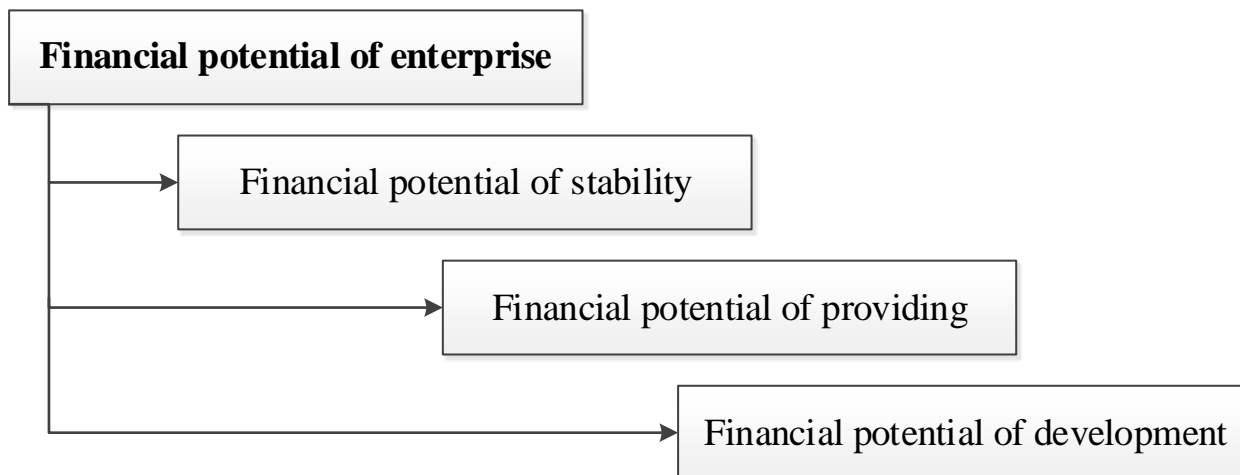 Financial potential of enterprise
Financial potential of stability
Financial potential of providing
Financial potential of development